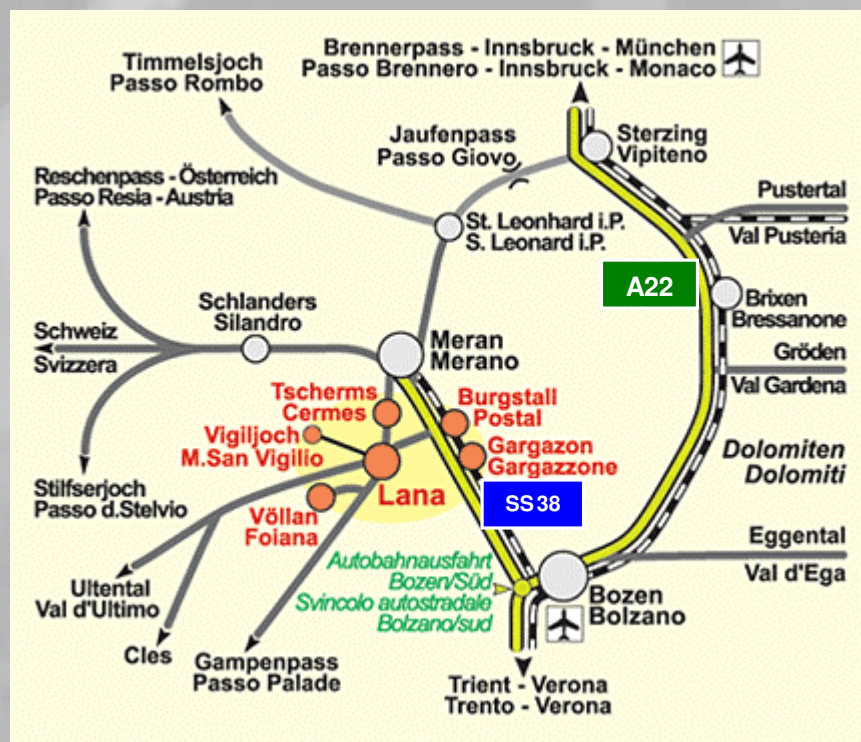 Brennerpass - Innsbruck - München
Passo Brennero - Innsbruck - Monaco
Timmelsjoch
Passo Rombo
Jaufenpass
Passo Giovo
Sterzing
Vipiteno
Reschenpass - Österreich
Passo Resia - Austria
Pustertal
Val Pusteria
St. Leonhard i.P.
S. Leonard i.P.
A22
Brixen
Bressanone
Schlanders
Silandro
Schweiz
Svizzera
Meran
Merano
Gröden
Val Gardena
Tscherms
Cermes
Burgstall
Postal
Vigiljoch
M.San Vigilio
Gargazon
Gargazzone
Dolomiten
Dolomiti
Lana
SS38
Stilfserjoch
Passo d.Stelvio
Völlan
Foiana
Eggental
Val d'Ega
Autobahnausfahrt
Bozen/Süd
Svincolo autostradale
Bolzano/sud
Bozen
Bolzano
Ultental
Val d'Ultimo
Cles
Gampenpass
Passo Palade
Trient - Verona
Trento - Verona